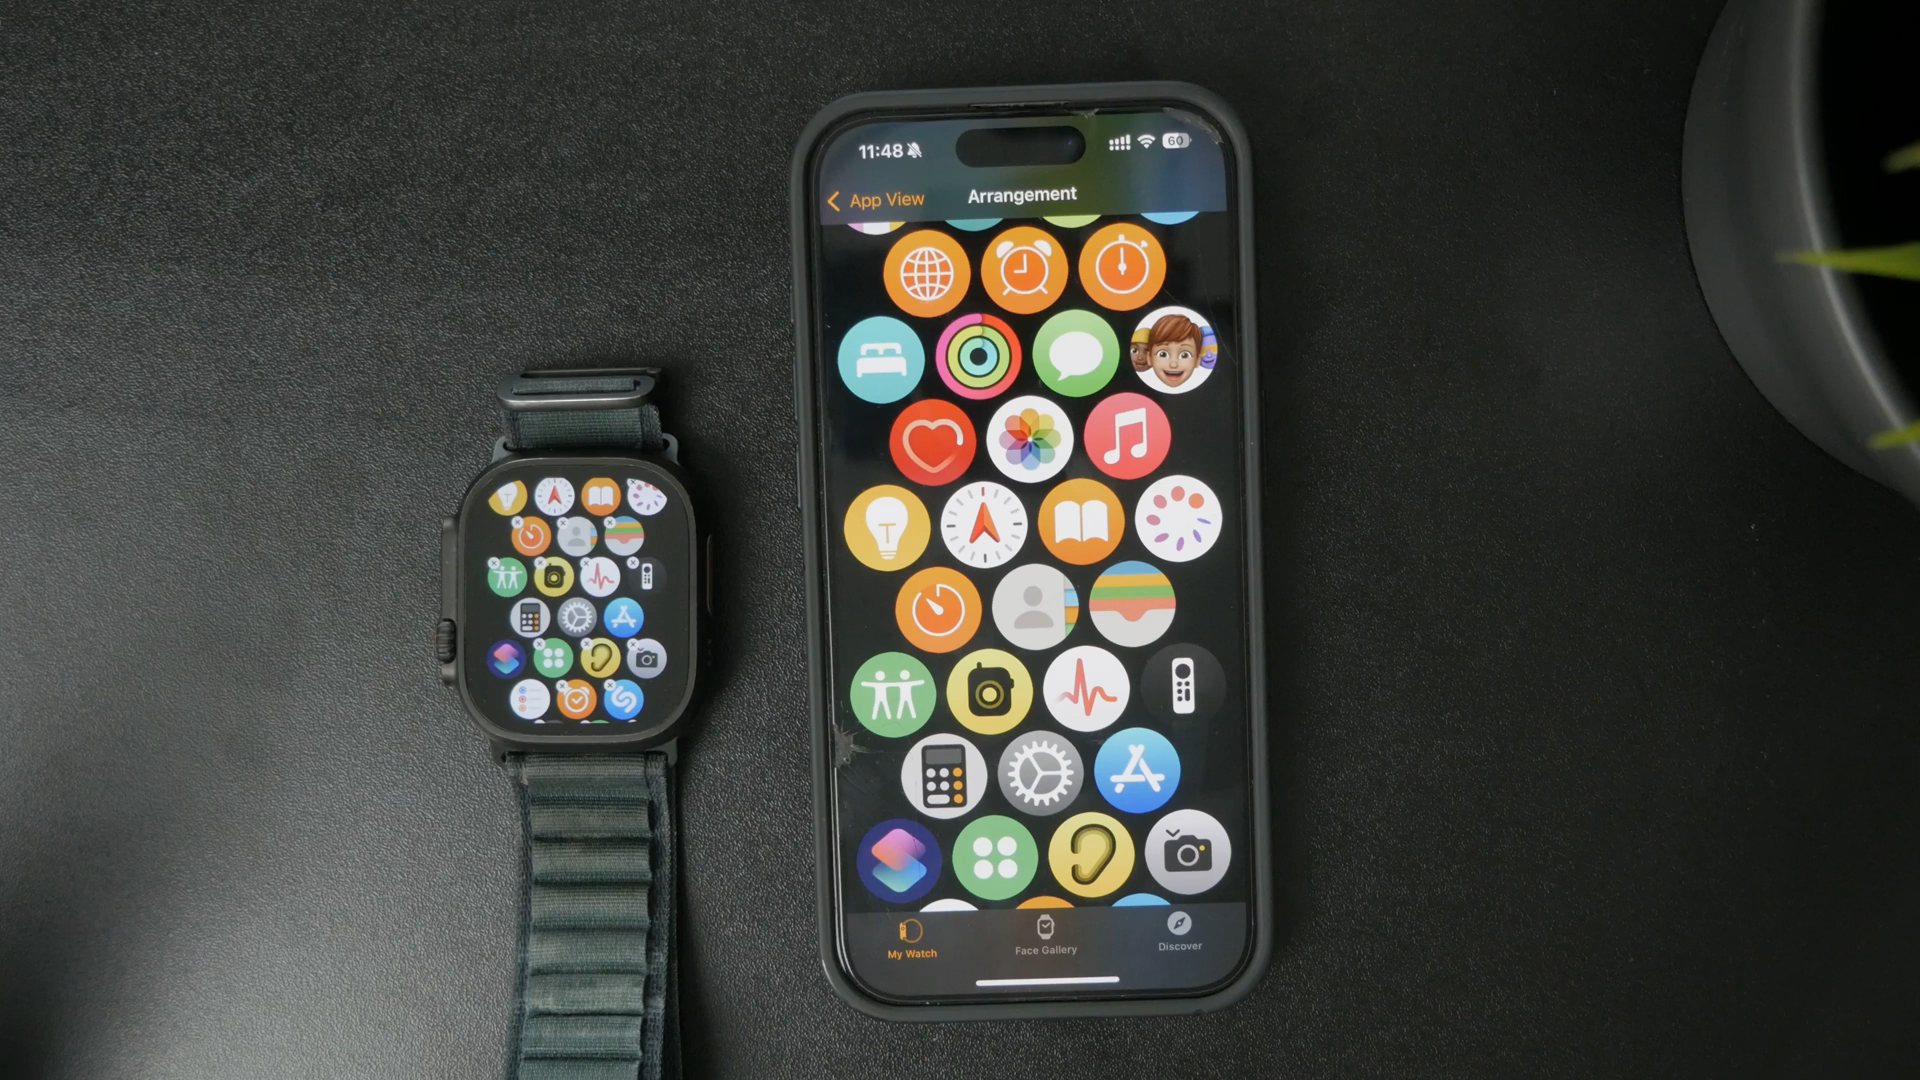 11:48
60
App View
Arrangement
My Watch
Face Gallery
Discover